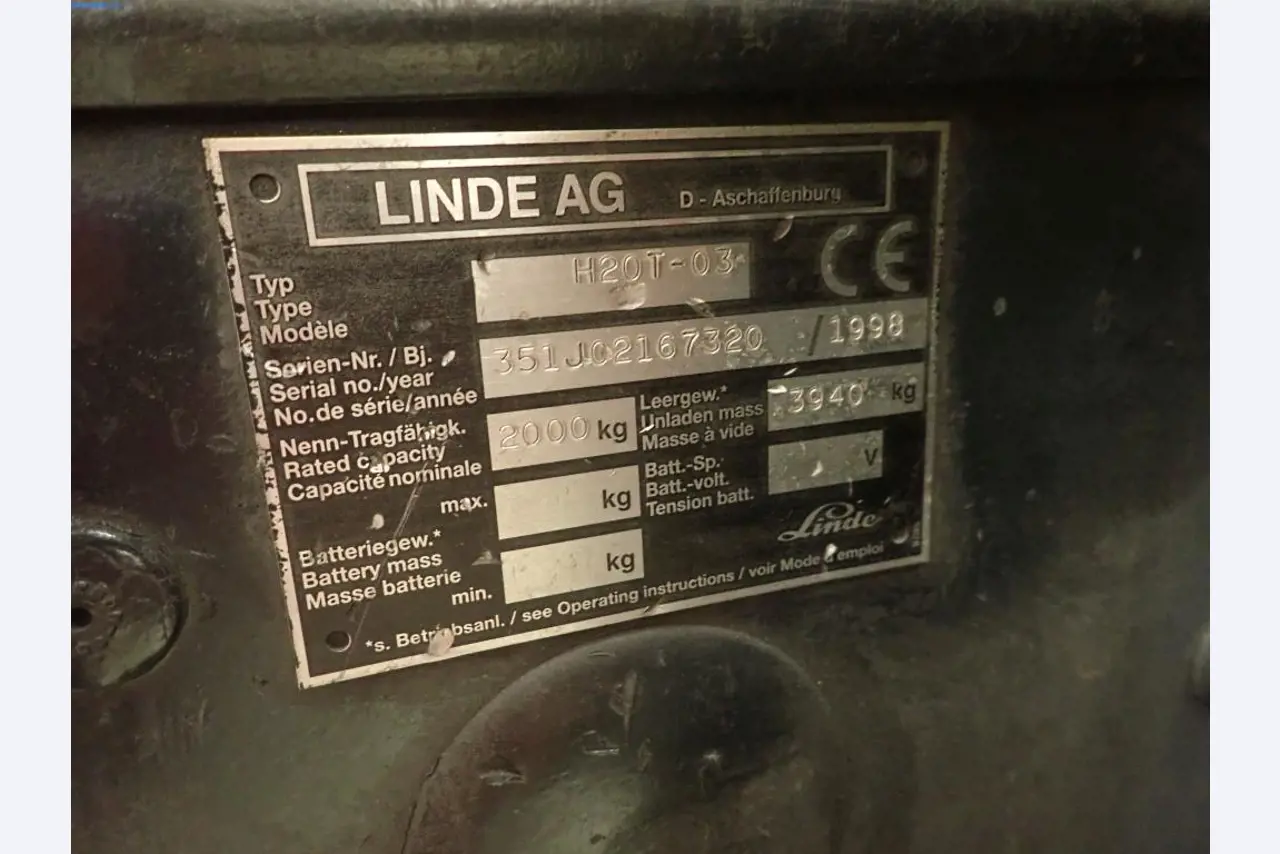 LINDE AG D - Aschaffenburg
CE
Typ
Type
Modèle
H20T-03
Serien-Nr. / Bj.
Serial no./year
No.de série/année
351J02167320 / 1998
Nenn-Tragfähigk.
Rated capacity
Capacité nominale
2000 kg
Leergew.*
Unladen mass
Masse à vide
3940 kg
max. kg
Batt.-Sp.
Batt.-volt.
Tension batt.
V
Batteriegew.*
Battery mass
Masse batterie
min. kg
Linde
*s. Betriebsanl. / see Operating instructions / voir Mode d'emploi